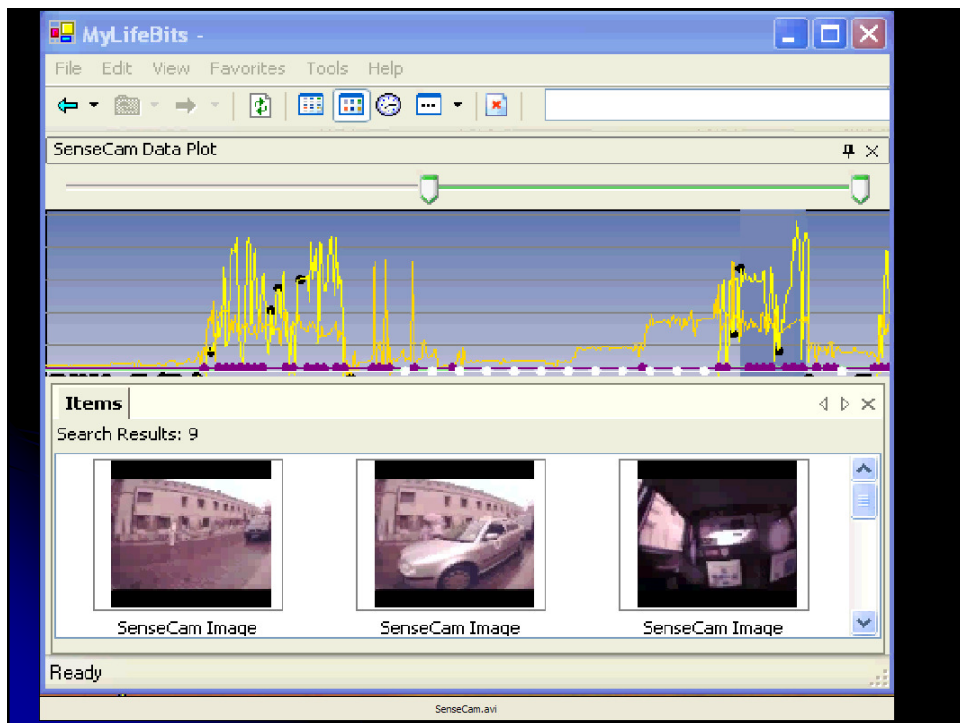 MyLifeBits -
File Edit View Favorites Tools Help
SenseCam Data Plot
Items
Search Results: 9
SenseCam Image SenseCam Image SenseCam Image
Ready
SenseCam.avi